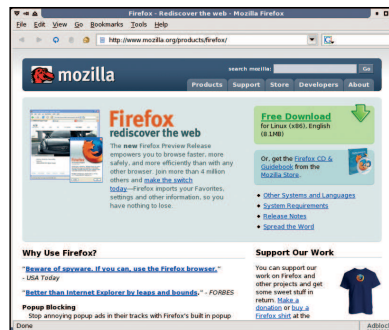 Firefox - Rediscover the web - Mozilla Firefox
File Edit View Go Bookmarks Tools Help
http://www.mozilla.org/products/firefox/
search mozilla: Go
mozilla
Products Support Store Developers About
Firefox
rediscover the web
The new Firefox Preview Release
empowers you to browse faster, more
safely, and more efficiently than with any
other browser. Join more than 4 million
others and make the switch
today—Firefox imports your Favorites,
settings and other information, so you
have nothing to lose.
Free Download
for Linux (x86), English
(8.1MB)
Or, get the Firefox CD &
Guidebook from the
Mozilla Store.
Other Systems and Languages
System Requirements
Release Notes
Spread the Word
Why Use Firefox?
"Beware of spyware. If you can, use the Firefox browser."
- USA Today
"Better than Internet Explorer by leaps and bounds." - FORBES
Popup Blocking
Stop annoying popup ads in their tracks with Firefox's built in popup
Support Our Work
You can support our
work on Firefox and
other projects and get
some sweet stuff in
return. Make a
donation or buy a
Firefox shirt at the
Done
Adblock